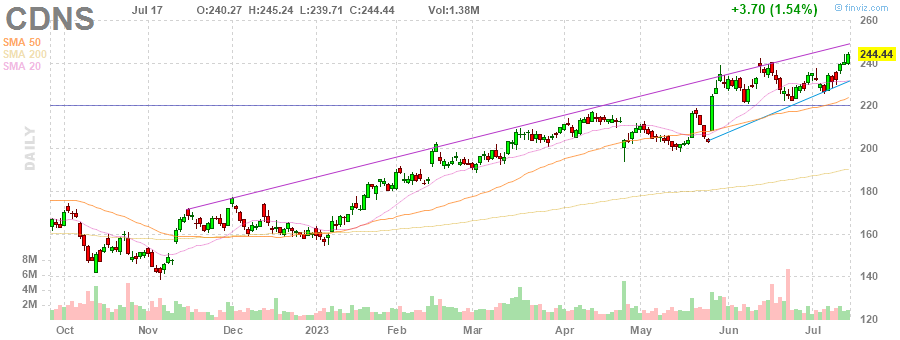 CDNS Jul 17 O:240.27 H:245.24 L:239.71 C:244.44 Vol:1.38M +3.70 (1.54%) © finviz.com
SMA 50
SMA 200
SMA 20
DAILY
260
244.44
240
220
200
180
160
140
120
8M
6M
4M
2M
Oct Nov Dec 2023 Feb Mar Apr May Jun Jul